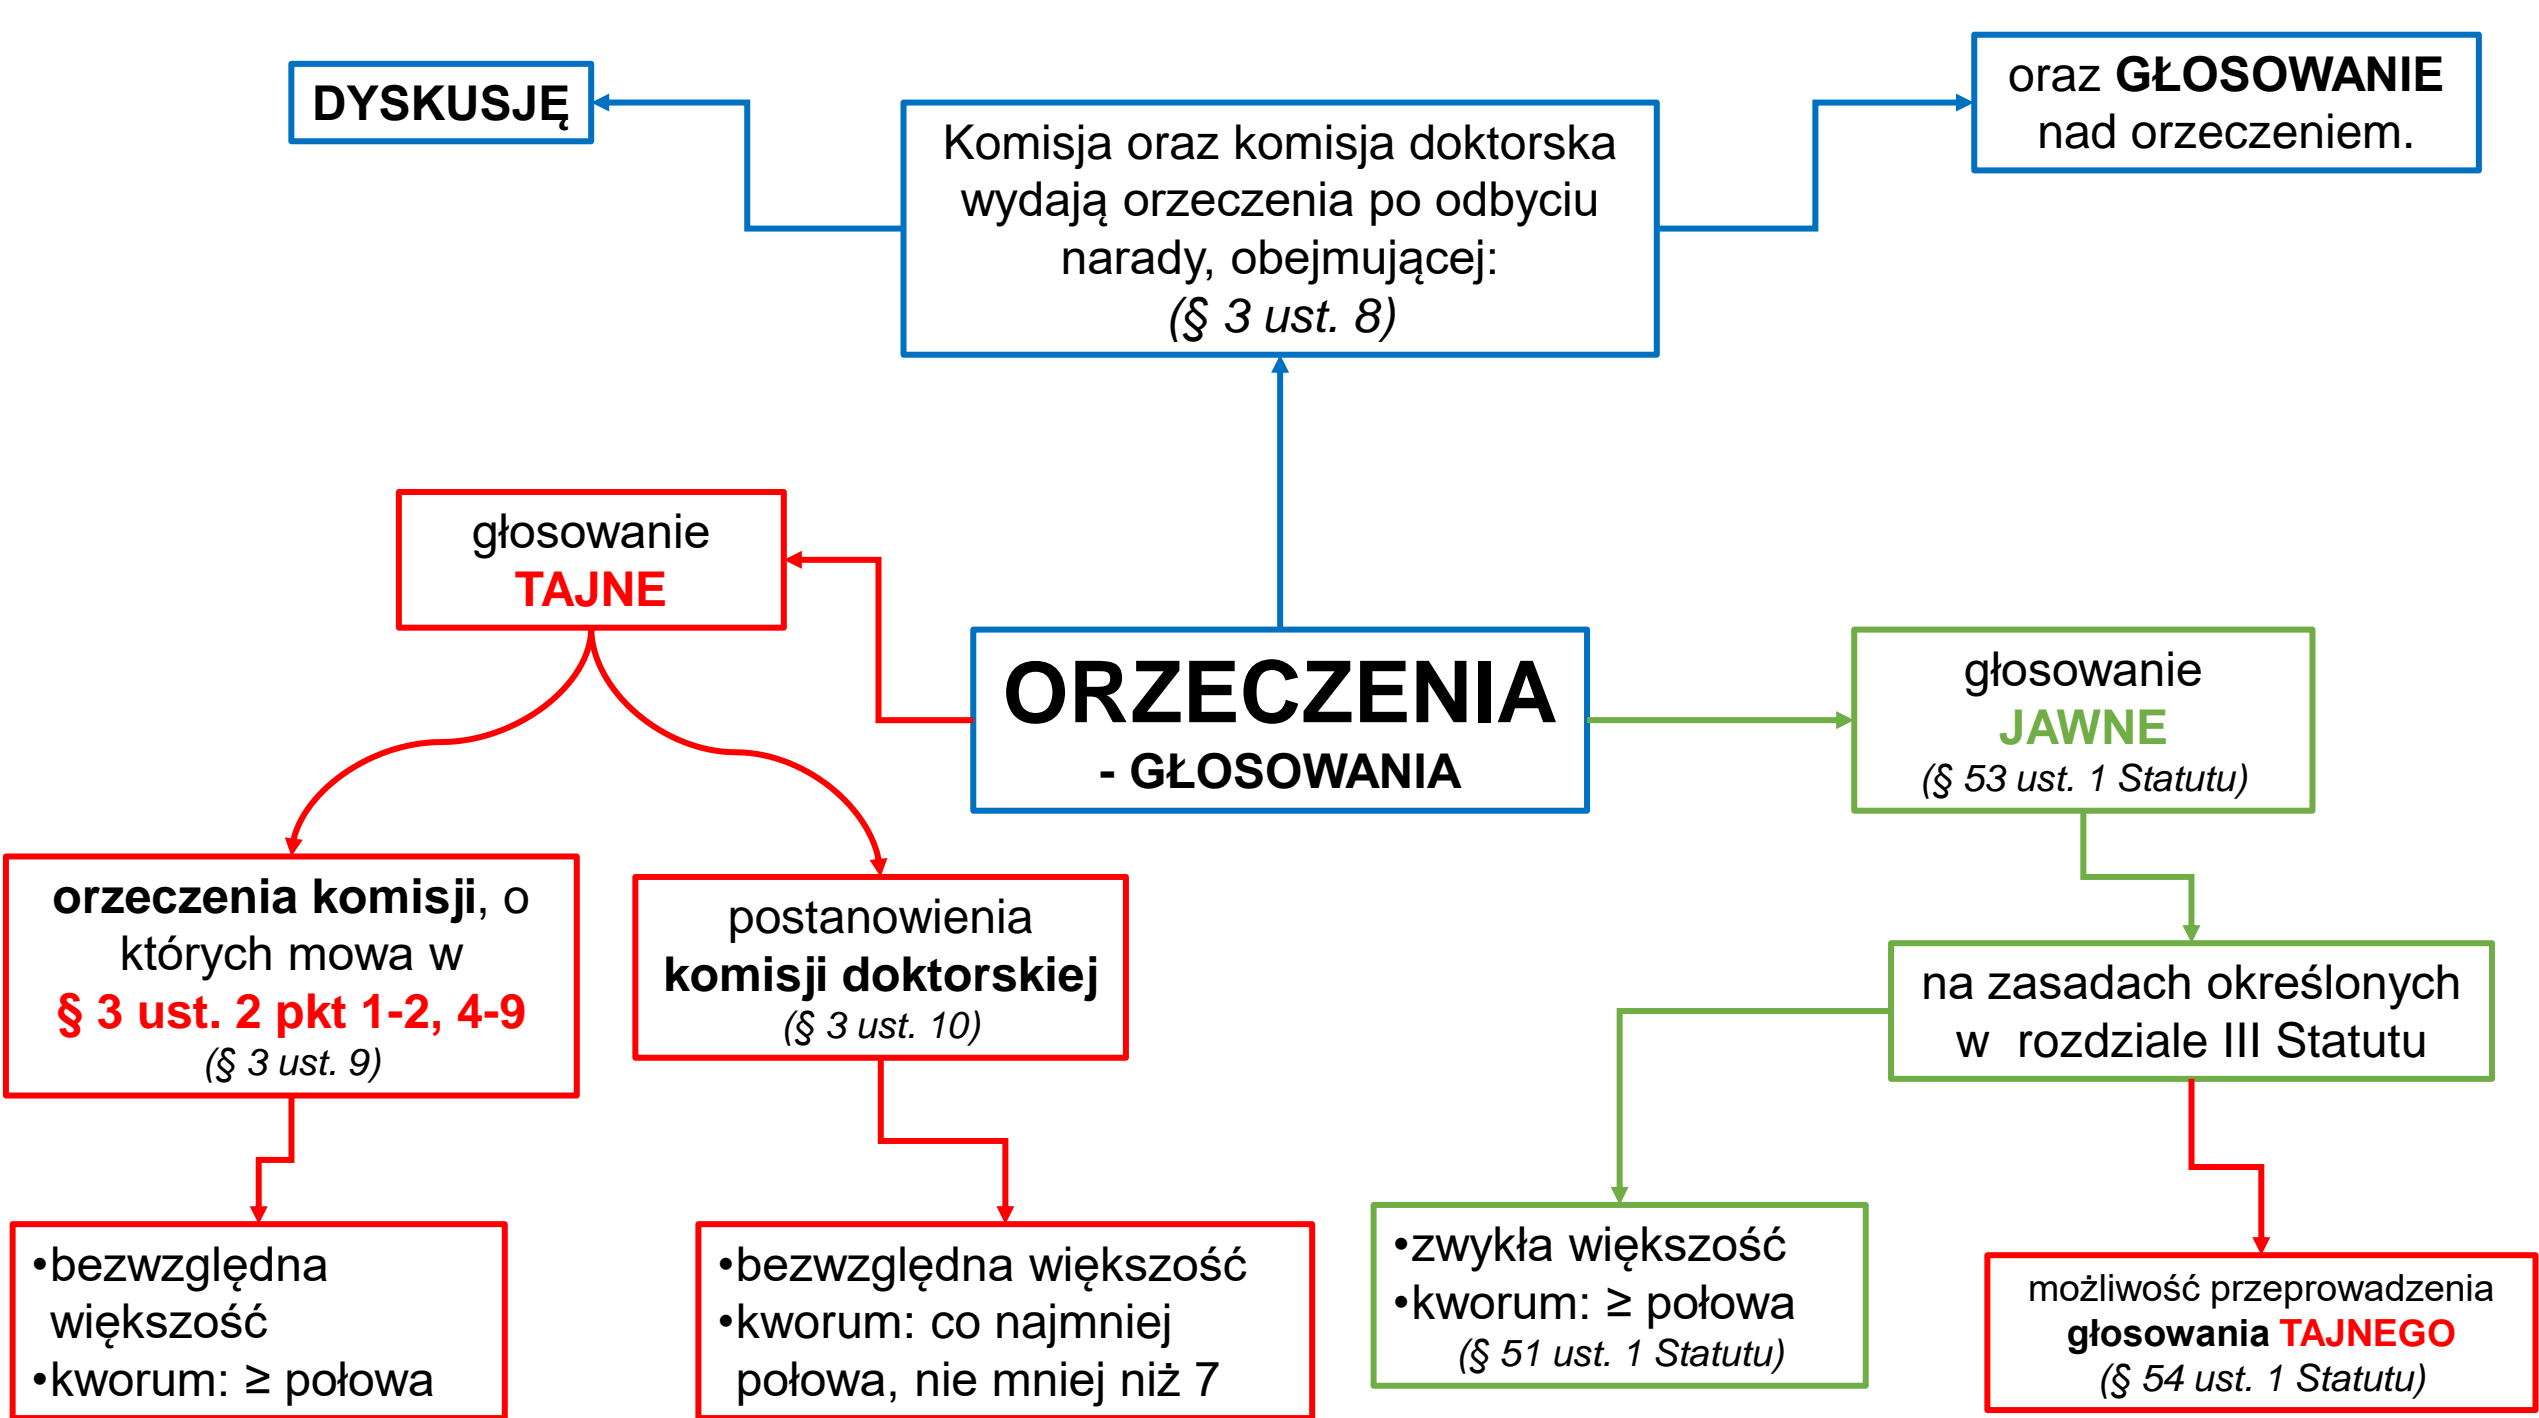 DYSKUSJĘ
Komisja oraz komisja doktorska
wydają orzeczenia po odbyciu
narady, obejmującej:
(§ 3 ust. 8)
oraz GŁOSOWANIE
nad orzeczeniem.
głosowanie
TAJNE
ORZECZENIA
- GŁOSOWANIA
głosowanie
JAWNE
(§ 53 ust. 1 Statutu)
orzeczenia komisji, o
których mowa w
§ 3 ust. 2 pkt 1-2, 4-9
(§ 3 ust. 9)
postanowienia
komisji doktorskiej
(§ 3 ust. 10)
na zasadach określonych
w  rozdziale III Statutu
•bezwzględna
większość
•kworum: ≥ połowa
•bezwzględna większość
•kworum: co najmniej
połowa, nie mniej niż 7
•zwykła większość
•kworum: ≥ połowa
(§ 51 ust. 1 Statutu)
możliwość przeprowadzenia
głosowania TAJNEGO
(§ 54 ust. 1 Statutu)